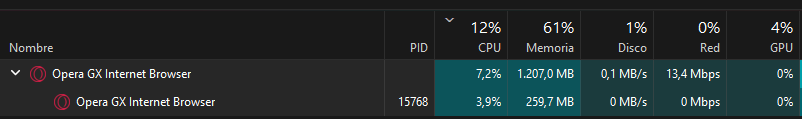 12% 61% 1% 0% 4%
Nombre PID CPU Memoria Disco Red GPU
Opera GX Internet Browser 7,2% 1.207,0 MB 0,1 MB/s 13,4 Mbps 0%
Opera GX Internet Browser 15768 3,9% 259,7 MB 0 MB/s 0 Mbps 0%